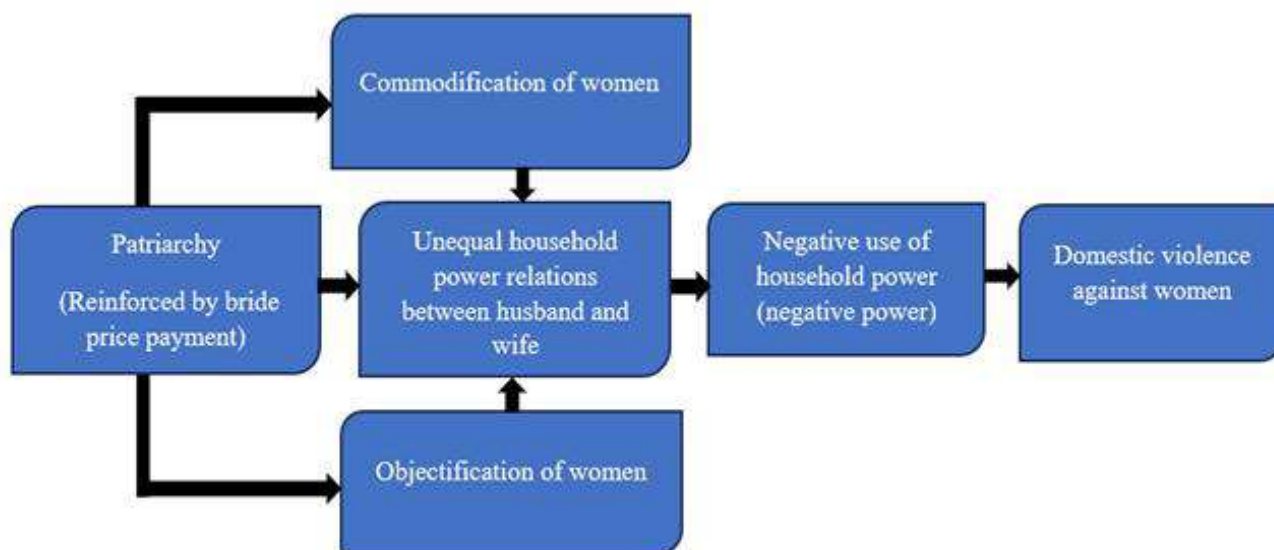 Commodification of women
Patriarchy
(Reinforced by bride
price payment)
Unequal household
power relations
between husband and
wife
Negative use of
household power
(negative power)
Domestic violence
against women
Objectification of women